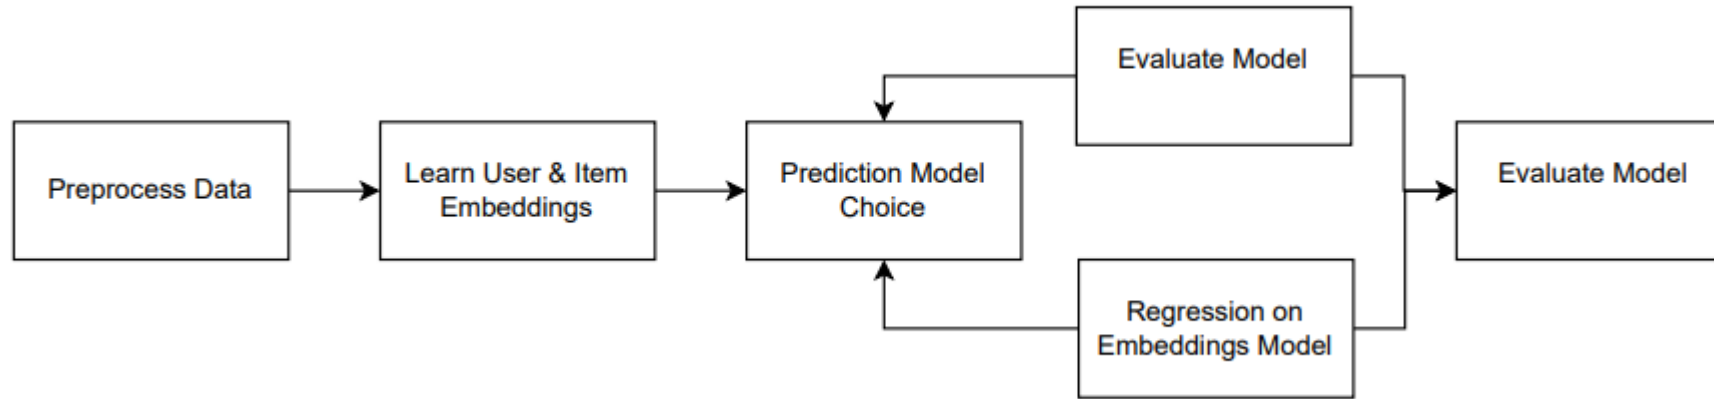 Preprocess Data
Learn User & Item
Embeddings
Prediction Model
Choice
Evaluate Model
Regression on
Embeddings Model
Evaluate Model